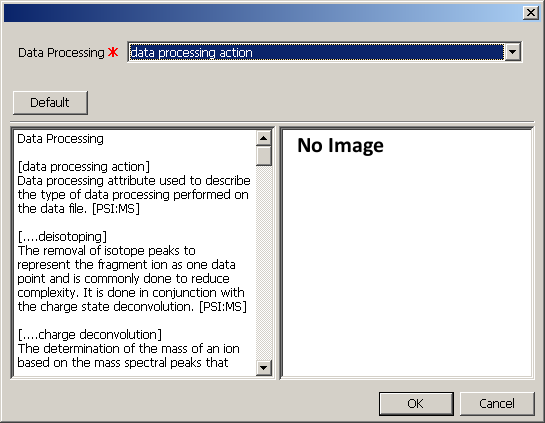 Data Processing
data processing action
Default
Data Processing
[data processing action]
Data processing attribute used to describe
the type of data processing performed on
the data file. [PSI:MS]
[....deisotoping]
The removal of isotope peaks to
represent the fragment ion as one data
point and is commonly done to reduce
complexity. It is done in conjunction with
the charge state deconvolution. [PSI:MS]
[....charge deconvolution]
The determination of the mass of an ion
based on the mass spectral peaks that
No Image
OK
Cancel